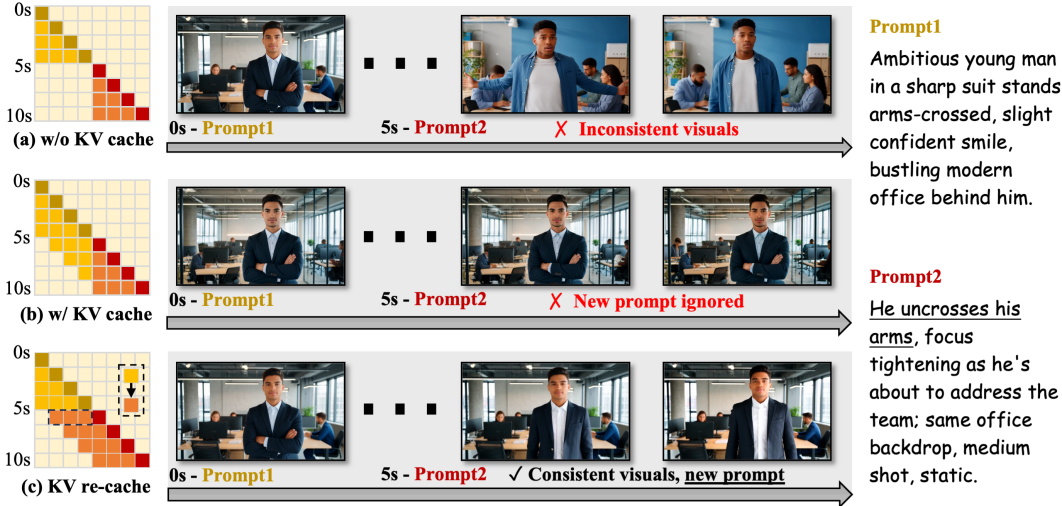 0s
5s
10s
(a) w/o KV cache
0s - Prompt1
5s - Prompt2
✗ Inconsistent visuals
0s
5s
10s
(b) w/ KV cache
0s - Prompt1
5s - Prompt2
✗ New prompt ignored
0s
5s
10s
(c) KV re-cache
0s - Prompt1
5s - Prompt2
✓ Consistent visuals, new prompt
Prompt1
Ambitious young man
in a sharp suit stands
arms-crossed, slight
confident smile,
bustling modern
office behind him.
Prompt2
He uncrosses his
arms, focus
tightening as he's
about to address the
team; same office
backdrop, medium
shot, static.